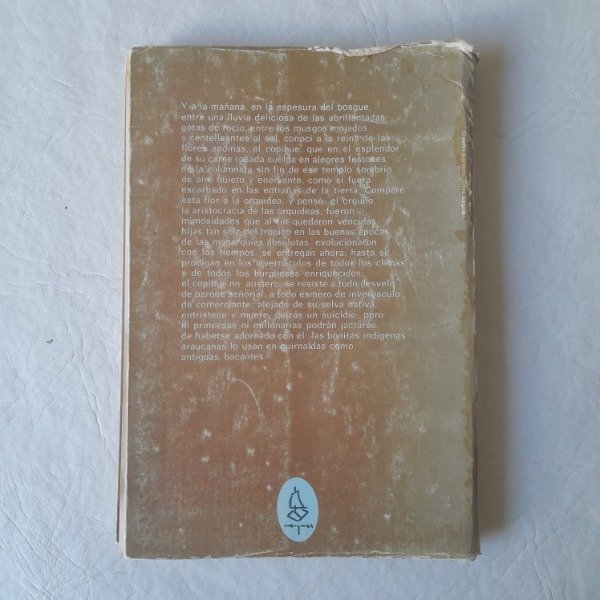 Y a la mañana, en la espesura del bosque,
entre una lluvia deliciosa de las abrillantadas
gotas de rocío, entre los musgos mojados
y centelleantes al sol, conocí a la reina de las
flores andinas, el copihue, que en el esplendor
de su carne rosada cuelga en alegres festones
de la columnata sin fin de ese templo sombrío
de aire quieto y enervante, como si fuera
escarbado en las entrañas de la tierra. Comparé
esta flor a la orquídea, y pensé: el orgullo,
la aristocracia de las orquídeas, fueron
morosidades que al fin quedaron vencidas,
hijas tan sólo del trópico en las buenas épocas
de las monarquías absolutas, evolucionaron
con los tiempos, se entregan ahora, hasta se
prodigan en los invernáculos de todos los climas
y de todos los burgueses enriquecidos;
el copihue no: austero, se resiste a todo desvelo
de parque señorial, a todo esmero de invernáculo
de comerciante; alejado de su selva nativa,
entristece y muere, quizás un suicidio, pero
ni princesas ni millonarias podrán jactarse
de haberse adornado con él: las bonitas indígenas
araucanas lo usan en guirnaldas como
antiguas bacantes.